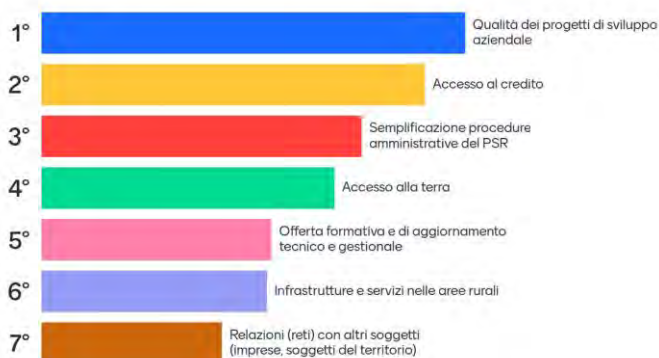 1° Qualità dei progetti di sviluppo
aziendale
2° Accesso al credito
3° Semplificazione procedure
amministrative del PSR
4° Accesso alla terra
5° Offerta formativa e di aggiornamento
tecnico e gestionale
6° Infrastrutture e servizi nelle aree rurali
7° Relazioni (reti) con altri soggetti
(imprese, soggetti del territorio)